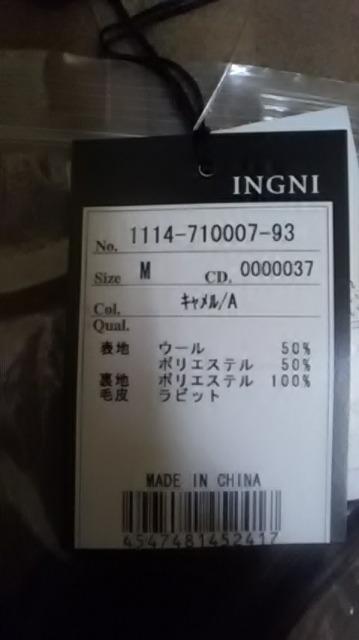 INGNI
No. 1114-710007-93
Size M CD. 0000037
Col. ｷｬﾒﾙ/A
Qual.
表地 ウール 50%
ポリエステル 50%
裏地 ポリエステル 100%
毛皮 ラビット
MADE IN CHINA
4547481452417